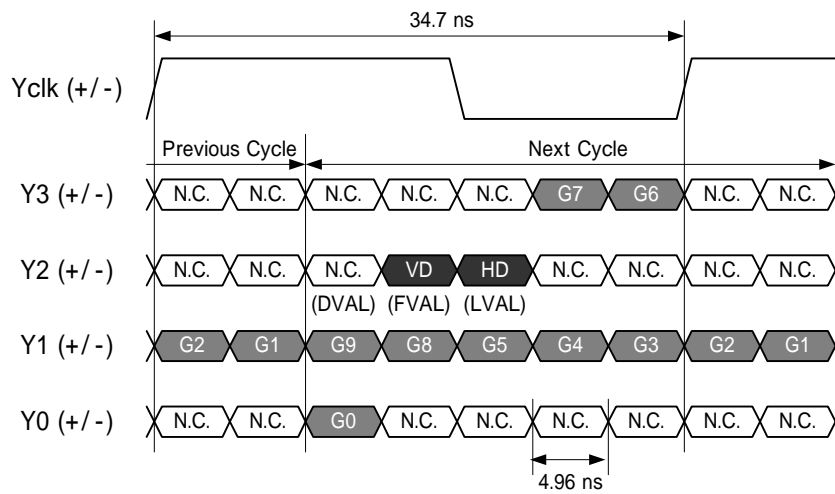 34.7 ns
Yclk (+/-)
Previous Cycle Next Cycle
Y3 (+/-) N.C. N.C. N.C. N.C. N.C. G7 G6 N.C. N.C.
Y2 (+/-) N.C. N.C. N.C. VD HD N.C. N.C. N.C. N.C.
(DVAL) (FVAL) (LVAL)
Y1 (+/-) G2 G1 G9 G8 G5 G4 G3 G2 G1
Y0 (+/-) N.C. N.C. G0 N.C. N.C. N.C. N.C. N.C. N.C.
4.96 ns